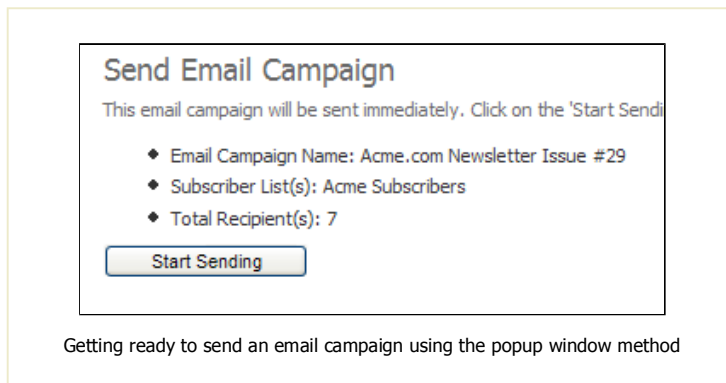 Send Email Campaign
This email campaign will be sent immediately. Click on the 'Start Sendi
Email Campaign Name: Acme.com Newsletter Issue #29
Subscriber List(s): Acme Subscribers
Total Recipient(s): 7
Start Sending
Getting ready to send an email campaign using the popup window method